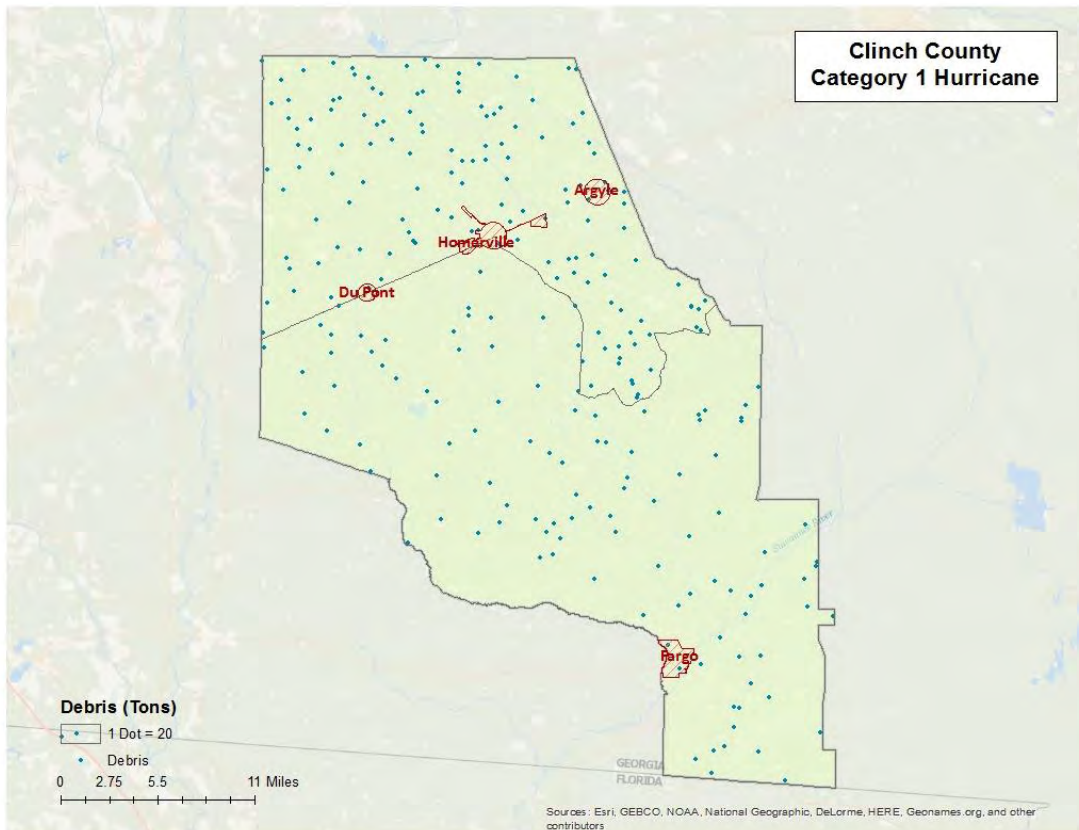 Clinch County
Category 1 Hurricane
Argyle
Homerville
Du Pont
Suwannee River
Fargo
Debris (Tons)
1 Dot = 20
Debris
0 2.75 5.5 11 Miles
GEORGIA
FLORIDA
Sources: Esri, GEBCO, NOAA, National Geographic, DeLorme, HERE, Geonames.org, and other
contributors